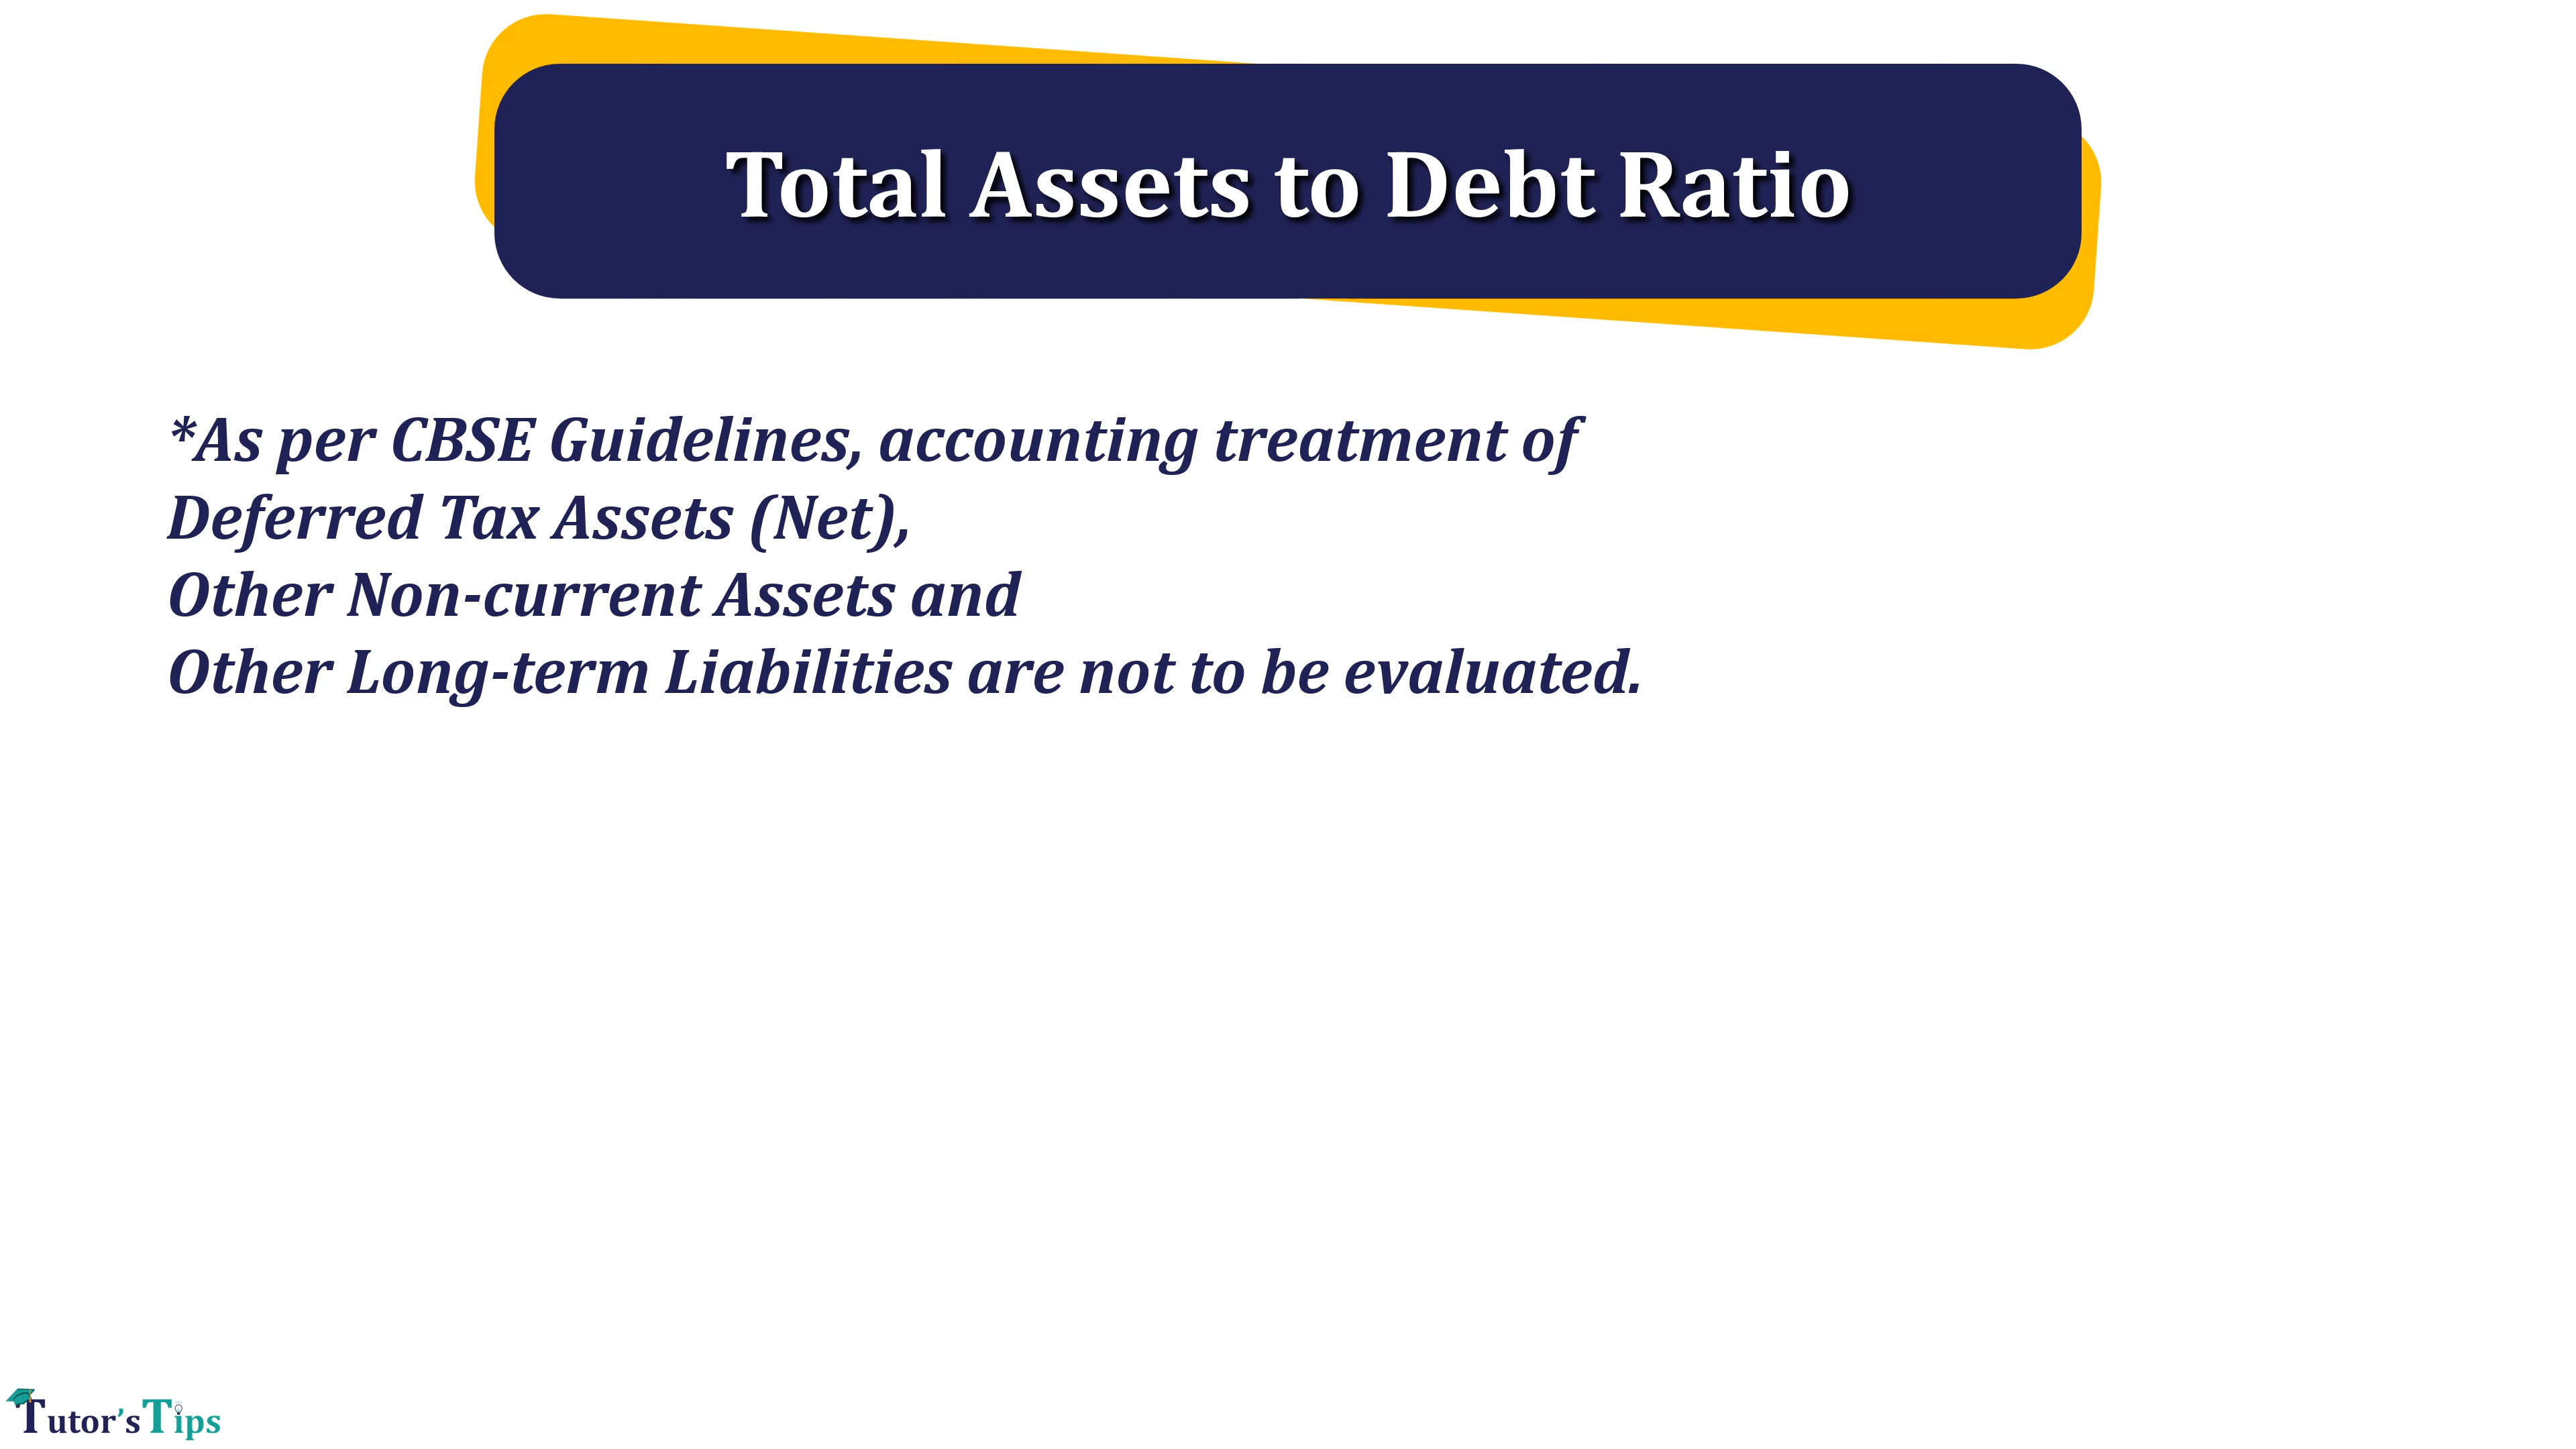 Total Assets to Debt Ratio
*As per CBSE Guidelines, accounting treatment of
Deferred Tax Assets (Net),
Other Non-current Assets and
Other Long-term Liabilities are not to be evaluated.
Tutor's Tips